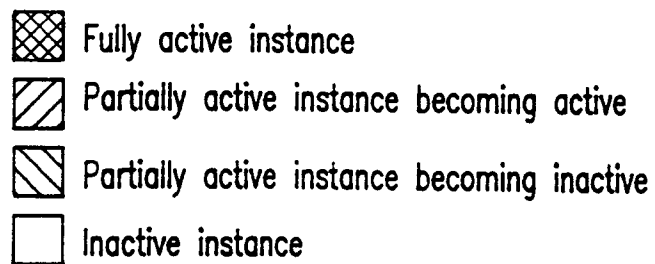 Fully active instance
Partially active instance becoming active
Partially active instance becoming inactive
Inactive instance